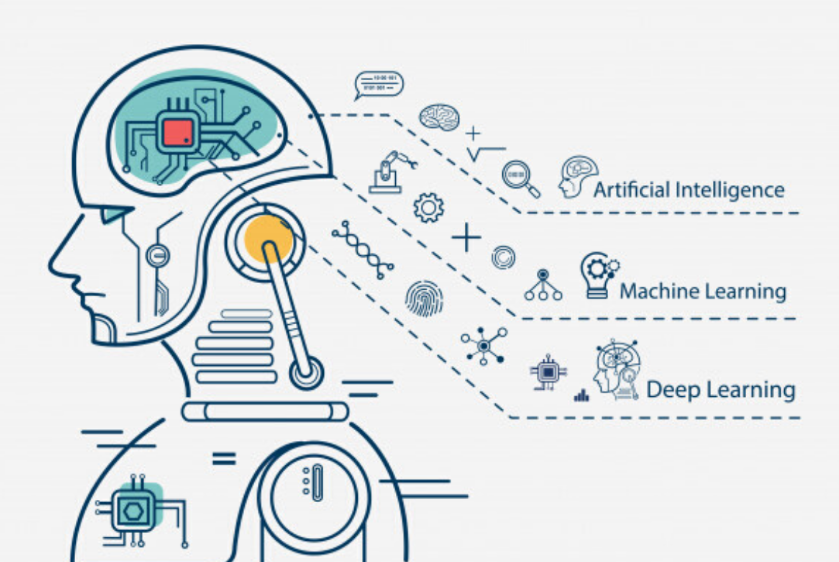 Artificial Intelligence
Machine Learning
Deep Learning